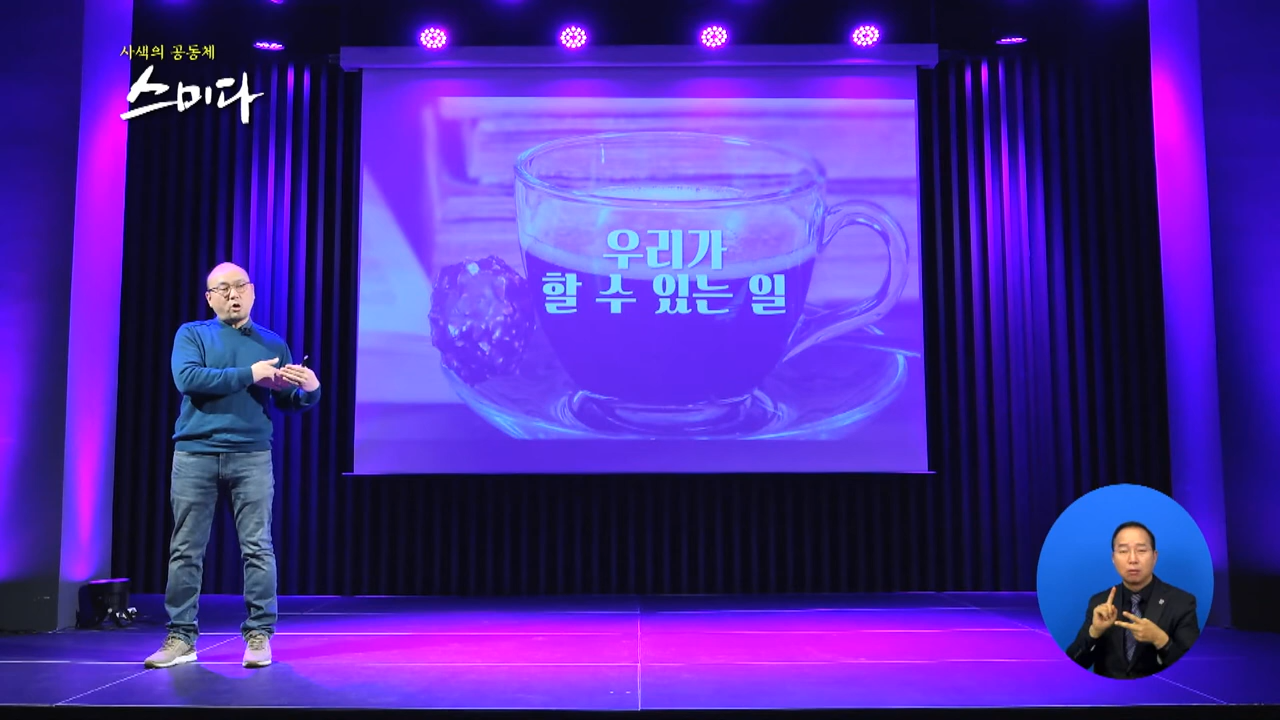 사색의 공동체
스미다
우리가
할 수 있는 일